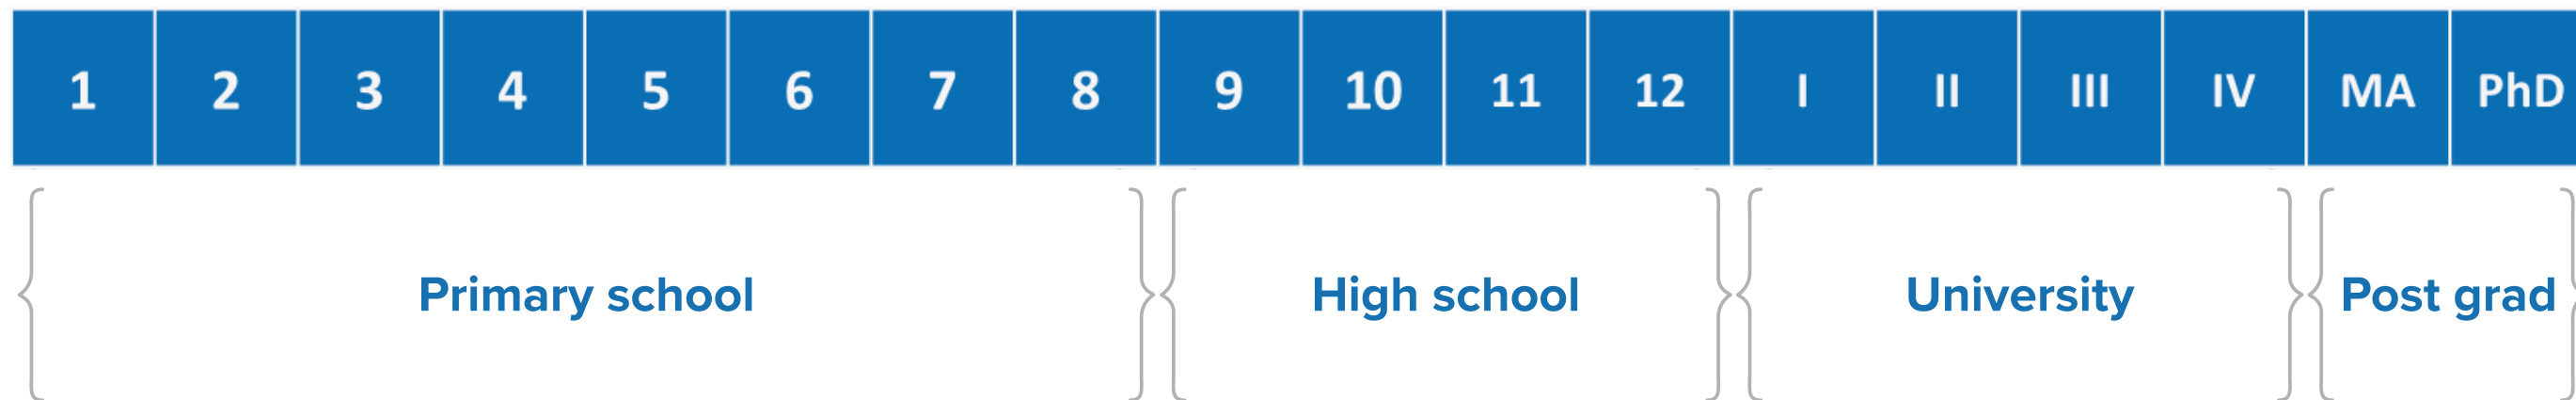 1 2 3 4 5 6 7 8 9 10 11 12 I II III IV MA PhD
Primary school High school University Post grad